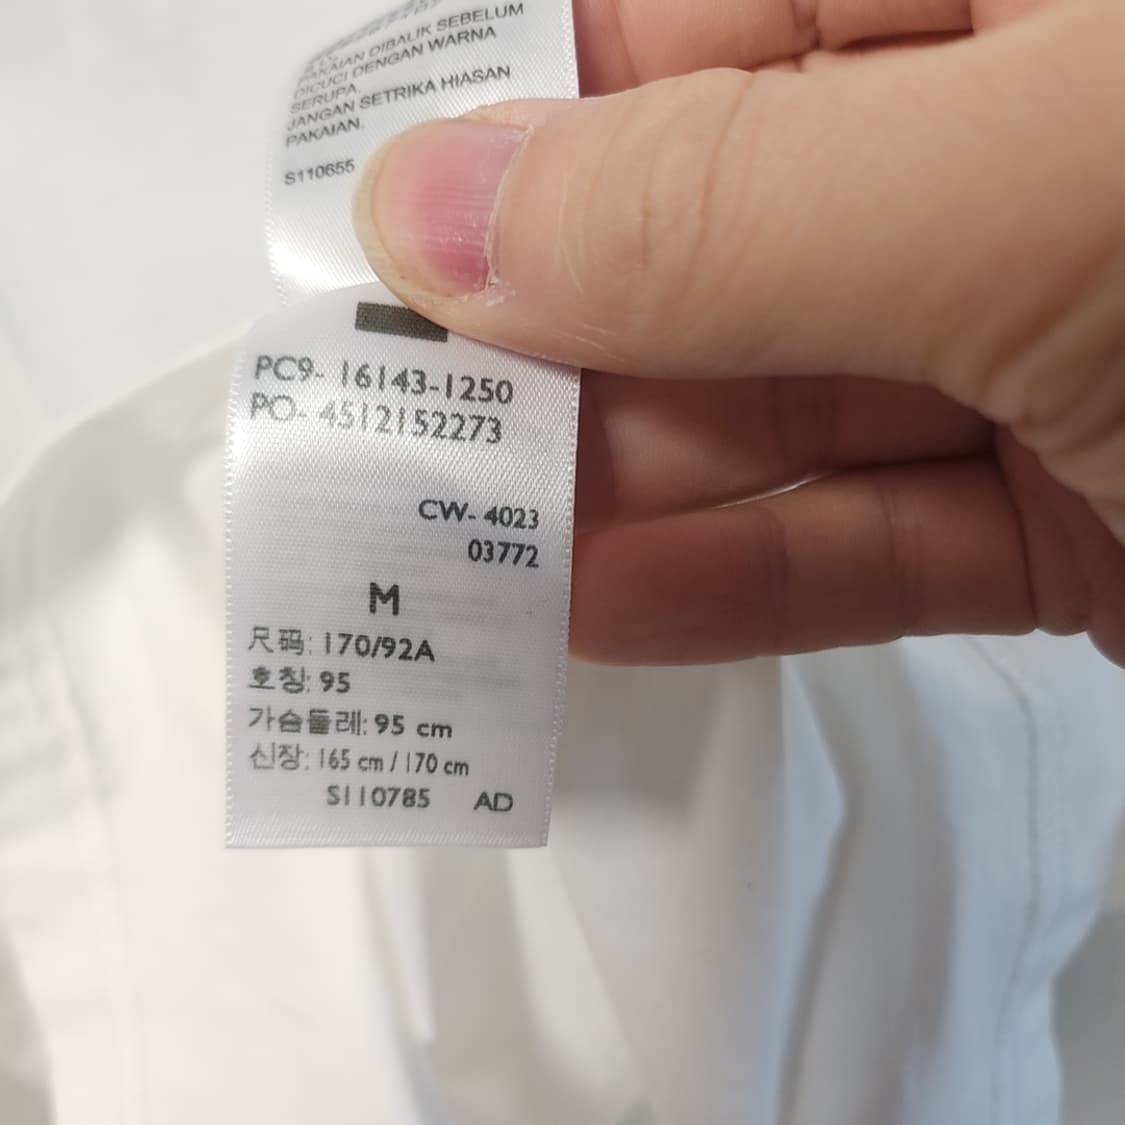 PAKAIAN DIBALIK SEBELUM
DICUCI DENGAN WARNA
SERUPA.
JANGAN SETRIKA HIASAN
PAKAIAN.
S110655
PC9- 16143-1250
PO- 4512152273
CW- 4023
03772
M
尺码: 170/92A
호칭: 95
가슴둘레: 95 cm
신장: 165 cm / 170 cm
S110785 AD